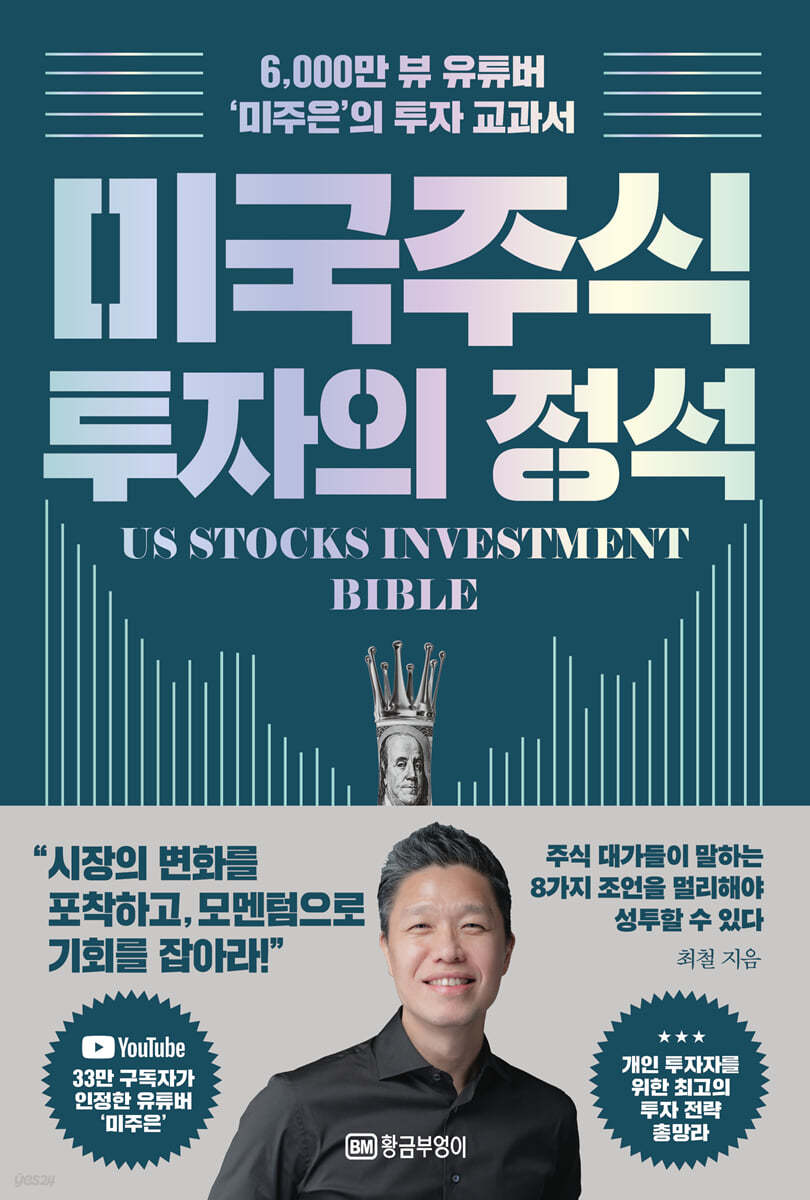 6,000만 뷰 유튜버
‘미주은’의 투자 교과서
미국주식
투자의 정석
US STOCKS INVESTMENT
BIBLE
“시장의 변화를
포착하고, 모멘텀으로
기회를 잡아라!”
주식 대가들이 말하는
8가지 조언을 멀리해야
성투할 수 있다
최철 지음
YouTube
33만 구독자가
인정한 유튜버
‘미주은’
★★★
개인 투자자를
위한 최고의
투자 전략
총망라
BM 황금부엉이
yes24